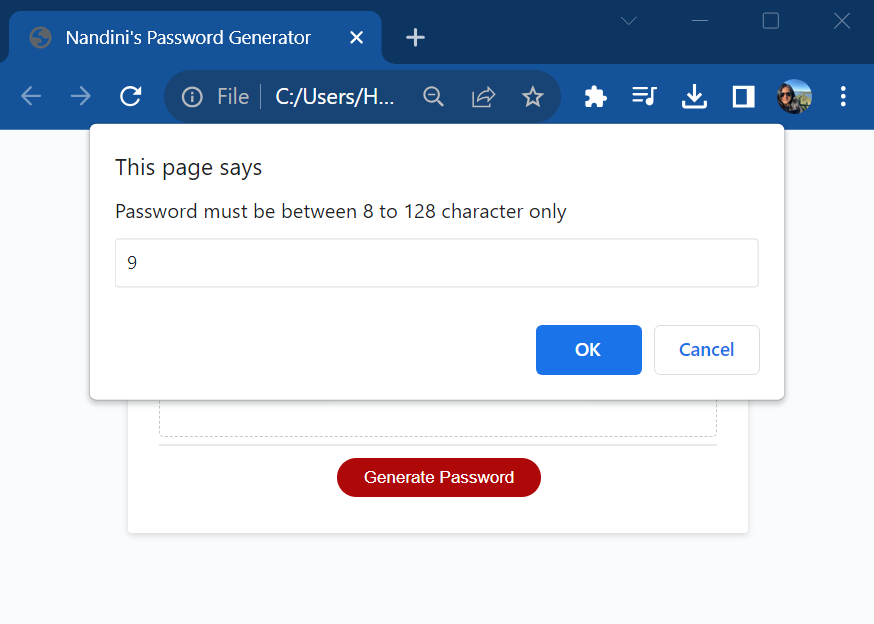 Nandini's Password Generator
File C:/Users/H...
This page says
Password must be between 8 to 128 character only
9
OK Cancel
Generate Password